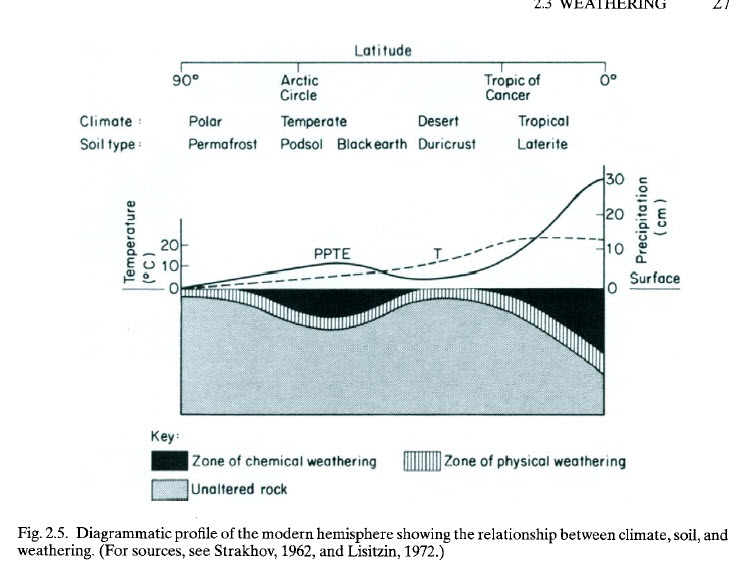 2.3 WEATHERING 27
Latitude
90° Arctic Circle Tropic of Cancer 0°
Climate : Polar Temperate Desert Tropical
Soil type : Permafrost Podsol Black earth Duricrust Laterite
Temperature (°C)
20
10
0
PPTE
T
30
20
10
0
Precipitation (cm)
Surface
Key:
Zone of chemical weathering Zone of physical weathering
Unaltered rock
Fig. 2.5. Diagrammatic profile of the modern hemisphere showing the relationship between climate, soil, and
weathering. (For sources, see Strakhov, 1962, and Lisitzin, 1972.)